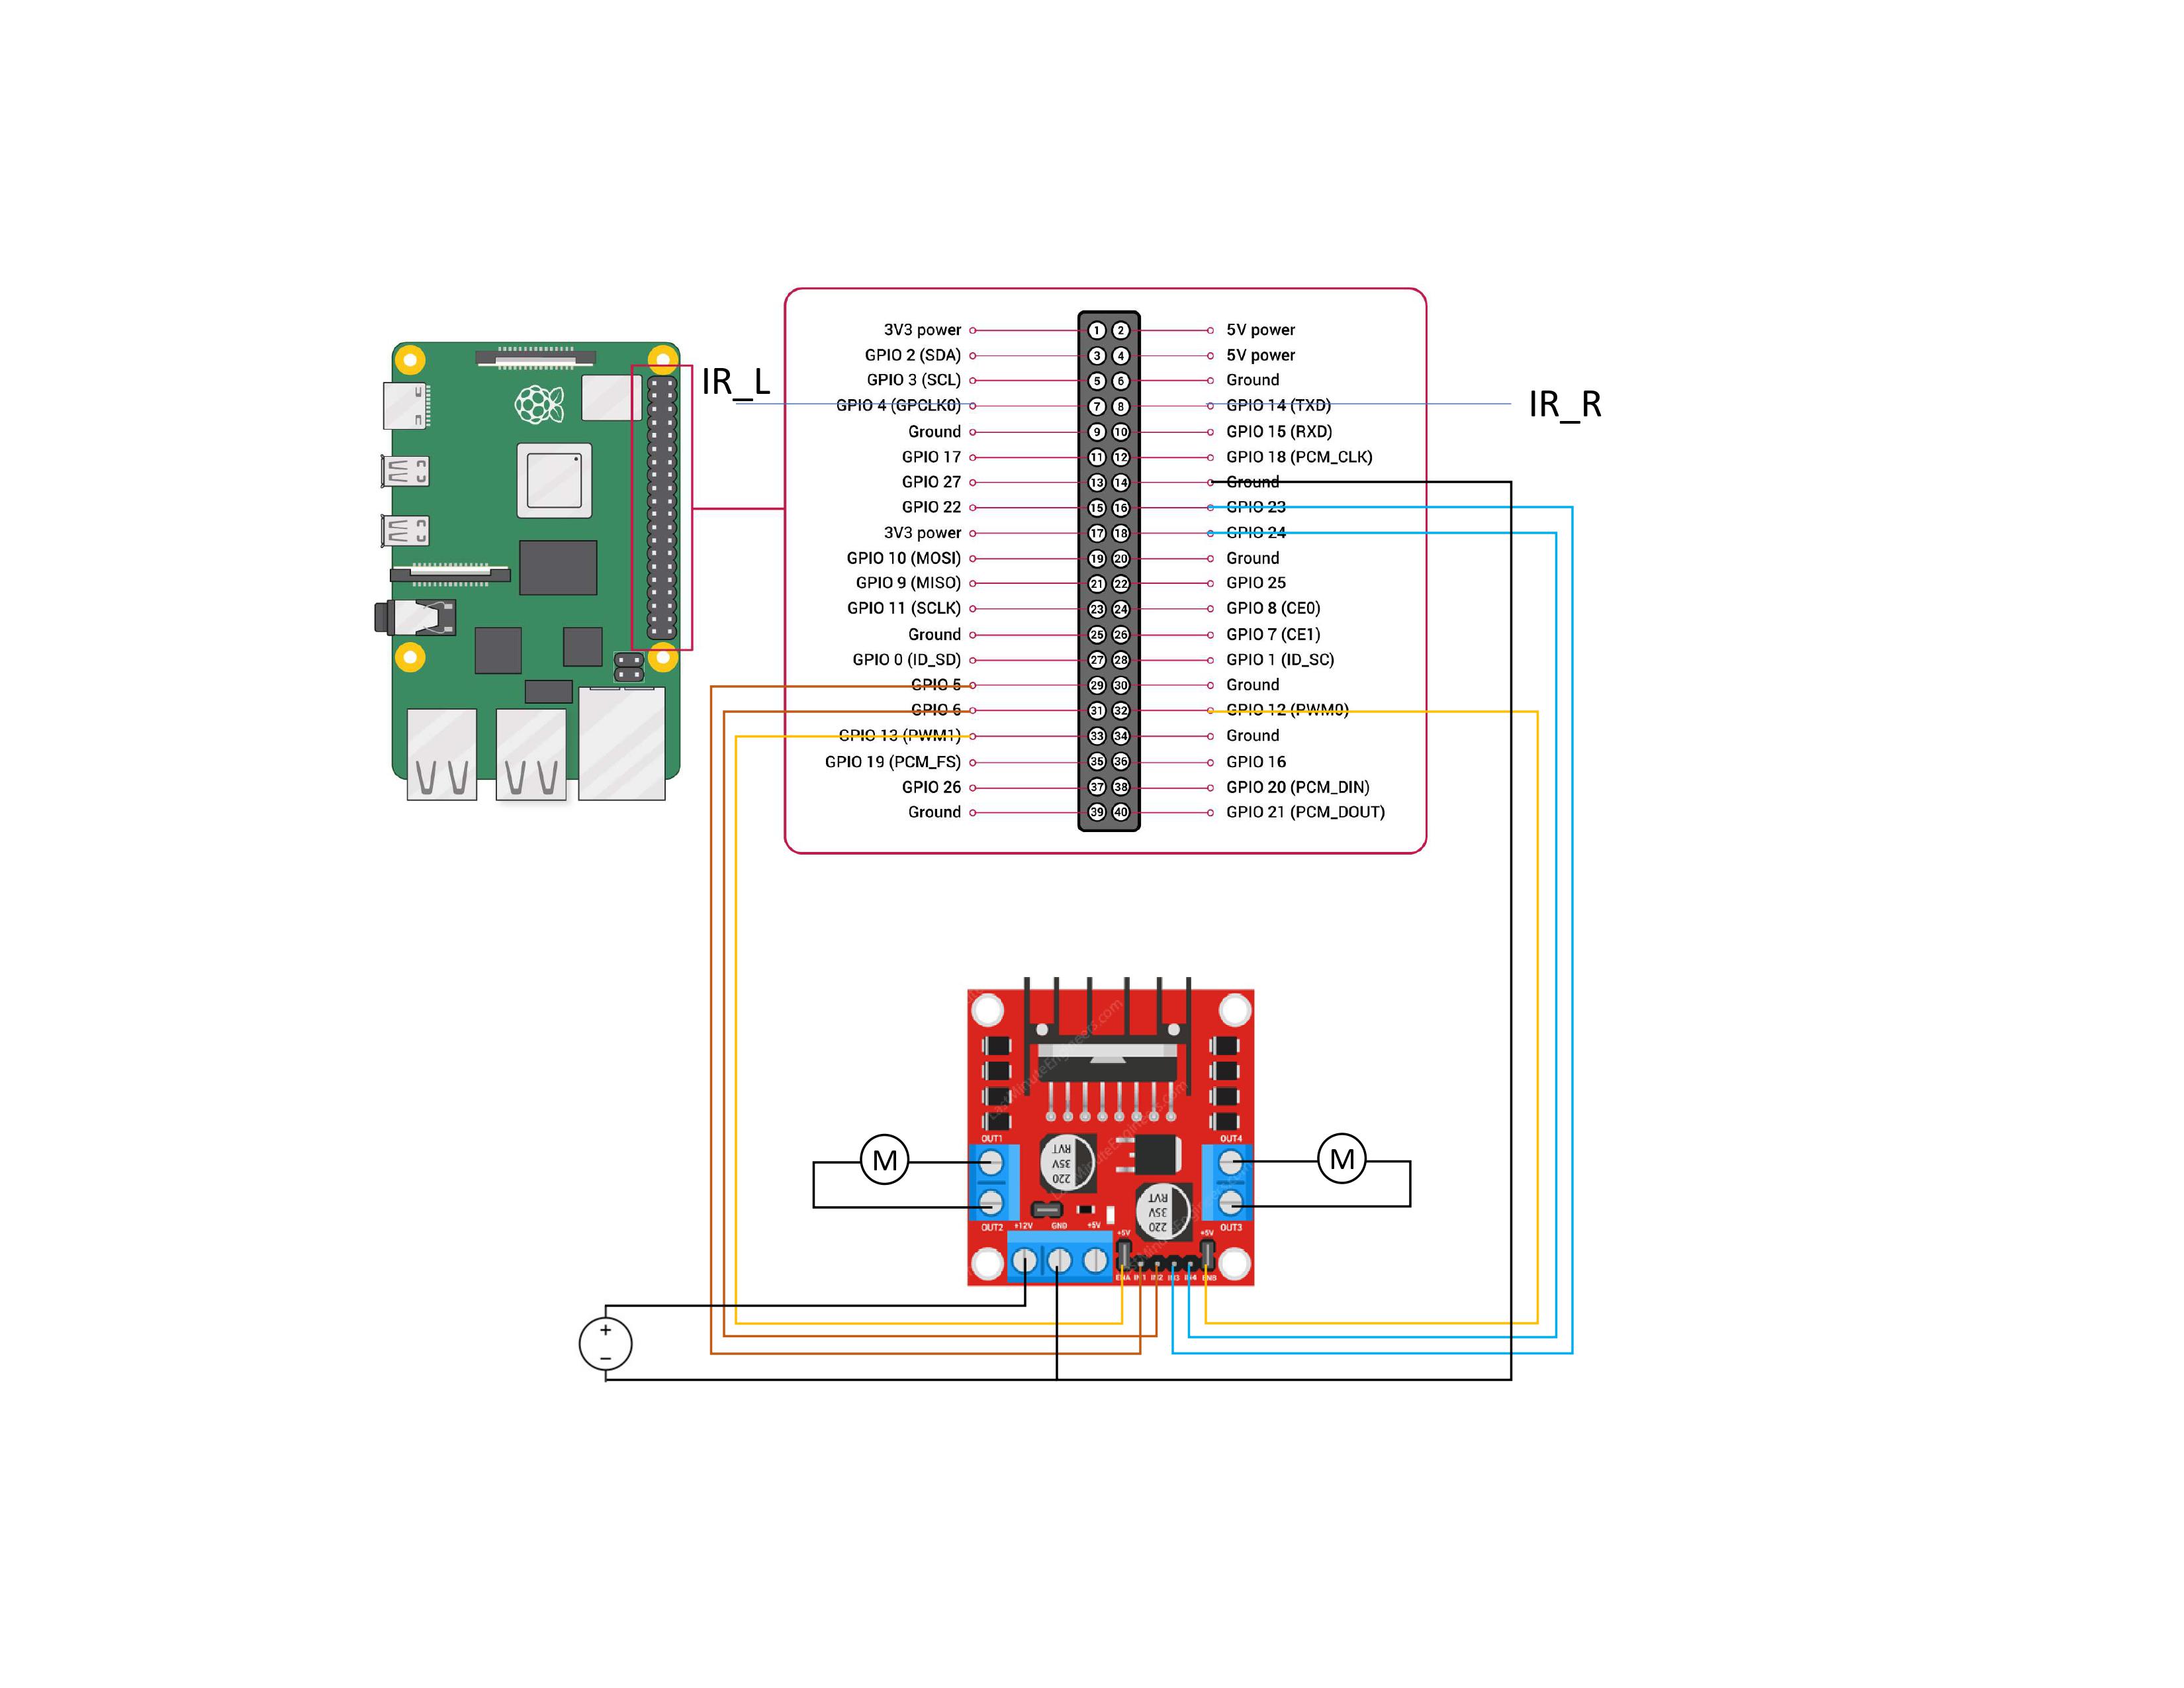 3V3 power 1 2 5V power
GPIO 2 (SDA) 3 4 5V power
GPIO 3 (SCL) 5 6 Ground
IR_L
GPIO 4 (GPCLK0) 7 8 GPIO 14 (TXD)
IR_R
Ground 9 10 GPIO 15 (RXD)
GPIO 17 11 12 GPIO 18 (PCM_CLK)
GPIO 27 13 14 Ground
GPIO 22 15 16 GPIO 23
3V3 power 17 18 GPIO 24
GPIO 10 (MOSI) 19 20 Ground
GPIO 9 (MISO) 21 22 GPIO 25
GPIO 11 (SCLK) 23 24 GPIO 8 (CE0)
Ground 25 26 GPIO 7 (CE1)
GPIO 0 (ID_SD) 27 28 GPIO 1 (ID_SC)
GPIO 5 29 30 Ground
GPIO 6 31 32 GPIO 12 (PWM0)
GPIO 13 (PWM1) 33 34 Ground
GPIO 19 (PCM_FS) 35 36 GPIO 16
GPIO 26 37 38 GPIO 20 (PCM_DIN)
Ground 39 40 GPIO 21 (PCM_DOUT)
LastMinuteEngineers.com
OUT1
OUT4
M
M
RVT
35V
220
RVT
35V
220
OUT2
+12V
GND
+5V
OUT3
+5V
+5V
ENA IN1 IN2 IN3 IN4 ENB
+
−